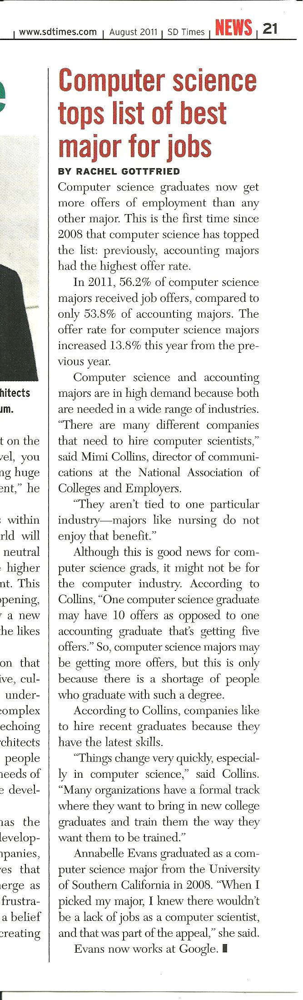 www.sdtimes.com | August 2011 | SD Times | NEWS | 21
e
hitects
um.
t on the
vel, you
ng huge
ent,” he
s within
rld will
neutral
e higher
nt. This
opening,
y a new
the likes
on that
ive, cul-
under-
complex
echoing
rchitects
people
needs of
e devel-
has the
develop-
mpanies,
ves that
nerge as
frustra-
a belief
creating
Computer science
tops list of best
major for jobs
BY RACHEL GOTTFRIED
Computer science graduates now get
more offers of employment than any
other major. This is the first time since
2008 that computer science has topped
the list: previously, accounting majors
had the highest offer rate.
In 2011, 56.2% of computer science
majors received job offers, compared to
only 53.8% of accounting majors. The
offer rate for computer science majors
increased 13.8% this year from the pre-
vious year.
Computer science and accounting
majors are in high demand because both
are needed in a wide range of industries.
“There are many different companies
that need to hire computer scientists,”
said Mimi Collins, director of communi-
cations at the National Association of
Colleges and Employers.
“They aren’t tied to one particular
industry—majors like nursing do not
enjoy that benefit.”
Although this is good news for com-
puter science grads, it might not be for
the computer industry. According to
Collins, “One computer science graduate
may have 10 offers as opposed to one
accounting graduate that’s getting five
offers.” So, computer science majors may
be getting more offers, but this is only
because there is a shortage of people
who graduate with such a degree.
According to Collins, companies like
to hire recent graduates because they
have the latest skills.
“Things change very quickly, especial-
ly in computer science,” said Collins.
“Many organizations have a formal track
where they want to bring in new college
graduates and train them the way they
want them to be trained.”
Annabelle Evans graduated as a com-
puter science major from the University
of Southern California in 2008. “When I
picked my major, I knew there wouldn’t
be a lack of jobs as a computer scientist,
and that was part of the appeal,” she said.
Evans now works at Google.